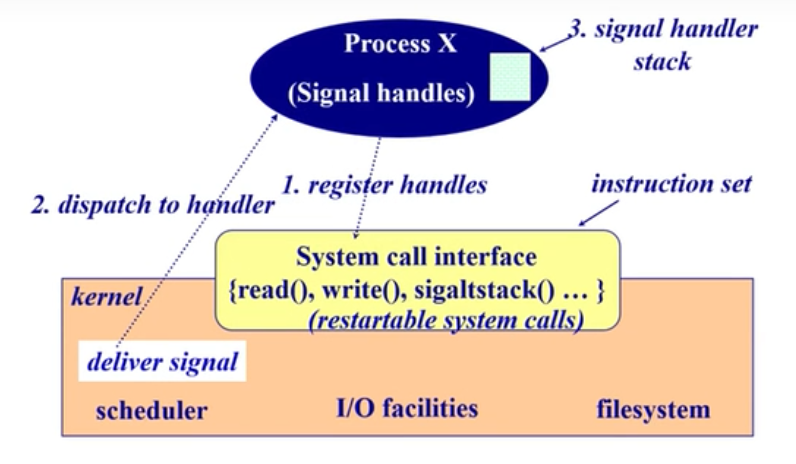 Process X
(Signal handles)
3. signal handler
stack
1. register handles
instruction set
2. dispatch to handler
System call interface
{read(), write(), sigaltstack() … }
(restartable system calls)
kernel
deliver signal
scheduler
I/O facilities
filesystem